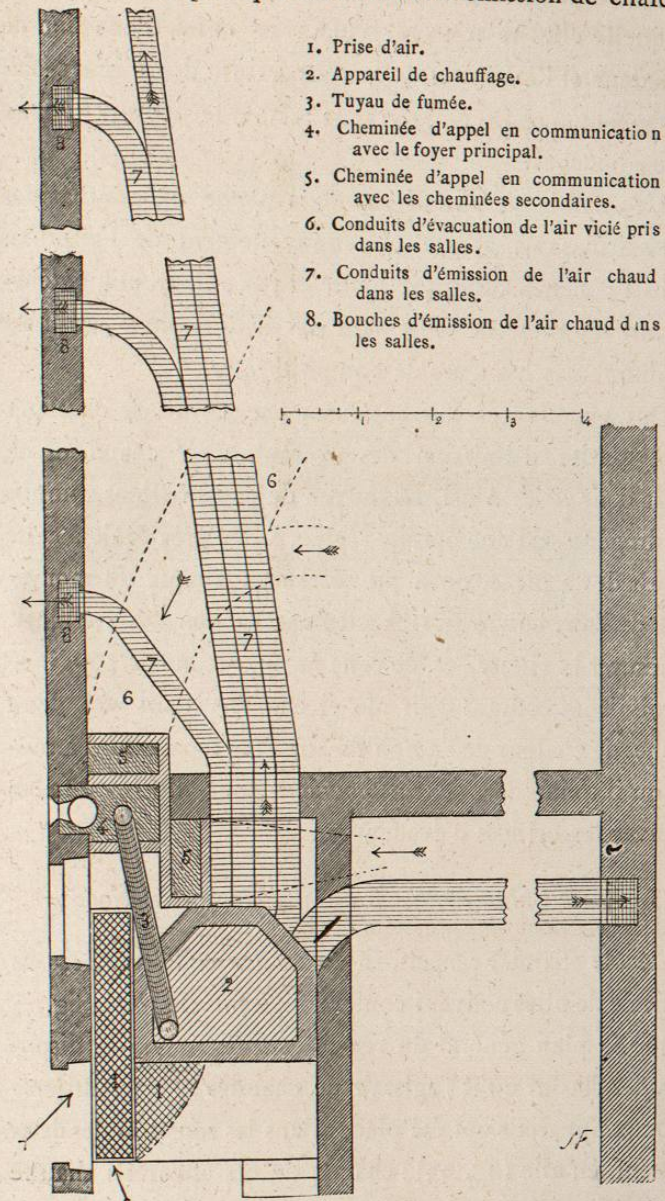 de chale
1. Prise d'air.
2. Appareil de chauffage.
3. Tuyau de fumée.
4. Cheminée d'appel en communication
avec le foyer principal.
5. Cheminée d'appel en communication
avec les cheminées secondaires.
6. Conduits d'évacuation de l'air vicié pris
dans les salles.
7. Conduits d'émission de l'air chaud
dans les salles.
8. Bouches d'émission de l'air chaud dans
les salles.
8
7
8
7
0 1 2 3 4
6
8
7
7
6
5
4
5
3
2
1
1
SF